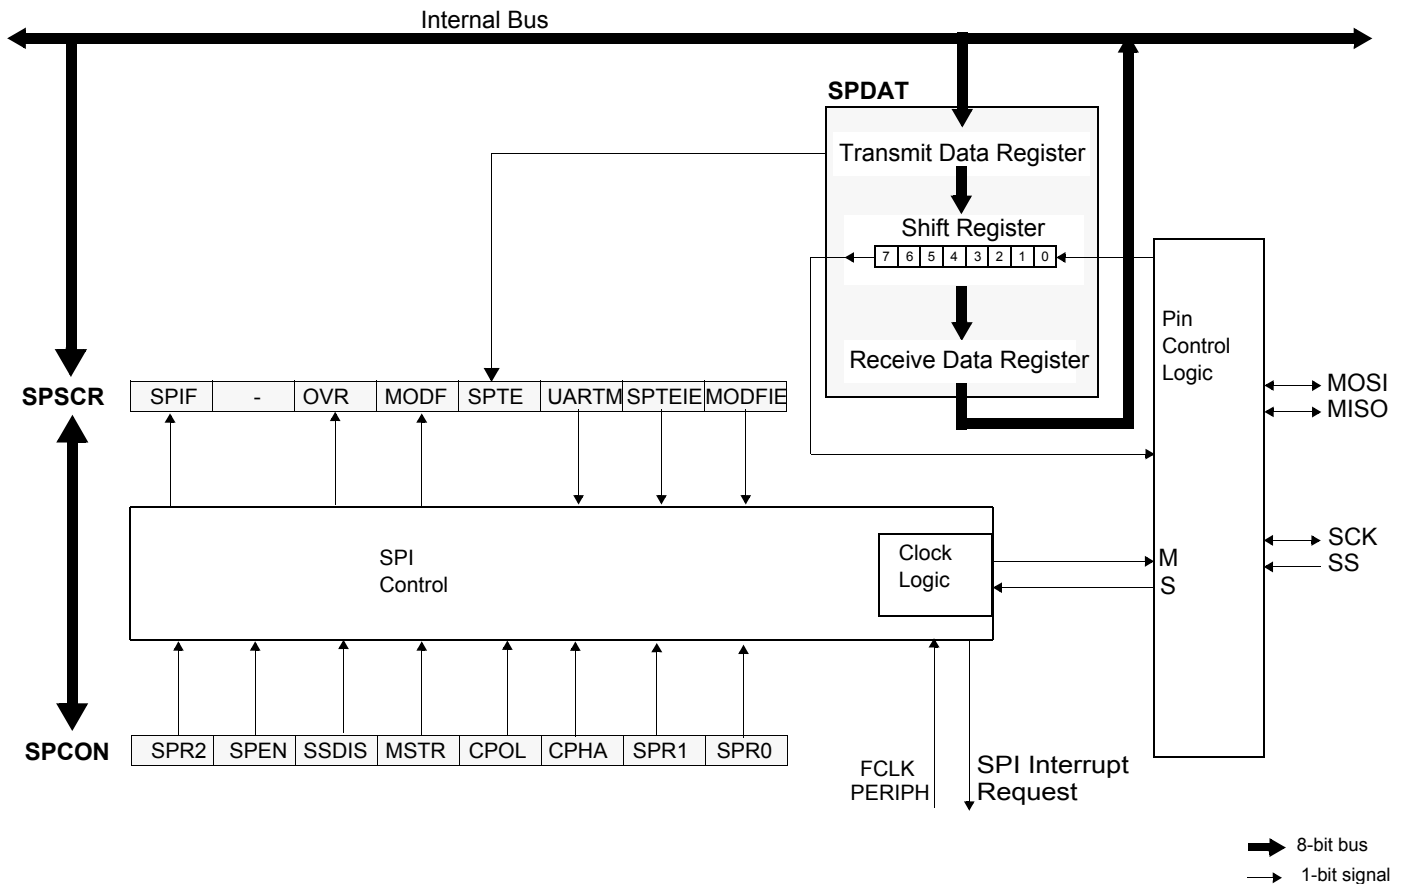 Internal Bus
SPDAT
Transmit Data Register
Shift Register
7 6 5 4 3 2 1 0
Receive Data Register
Pin
Control
Logic
MOSI
MISO
SPSCR
SPIF - OVR MODF SPTE UARTM SPTEIE MODFIE
SPI
Control
Clock
Logic
M
S
SCK
SS
SPCON
SPR2 SPEN SSDIS MSTR CPOL CPHA SPR1 SPR0
FCLK
PERIPH
SPI Interrupt
Request
8-bit bus
1-bit signal